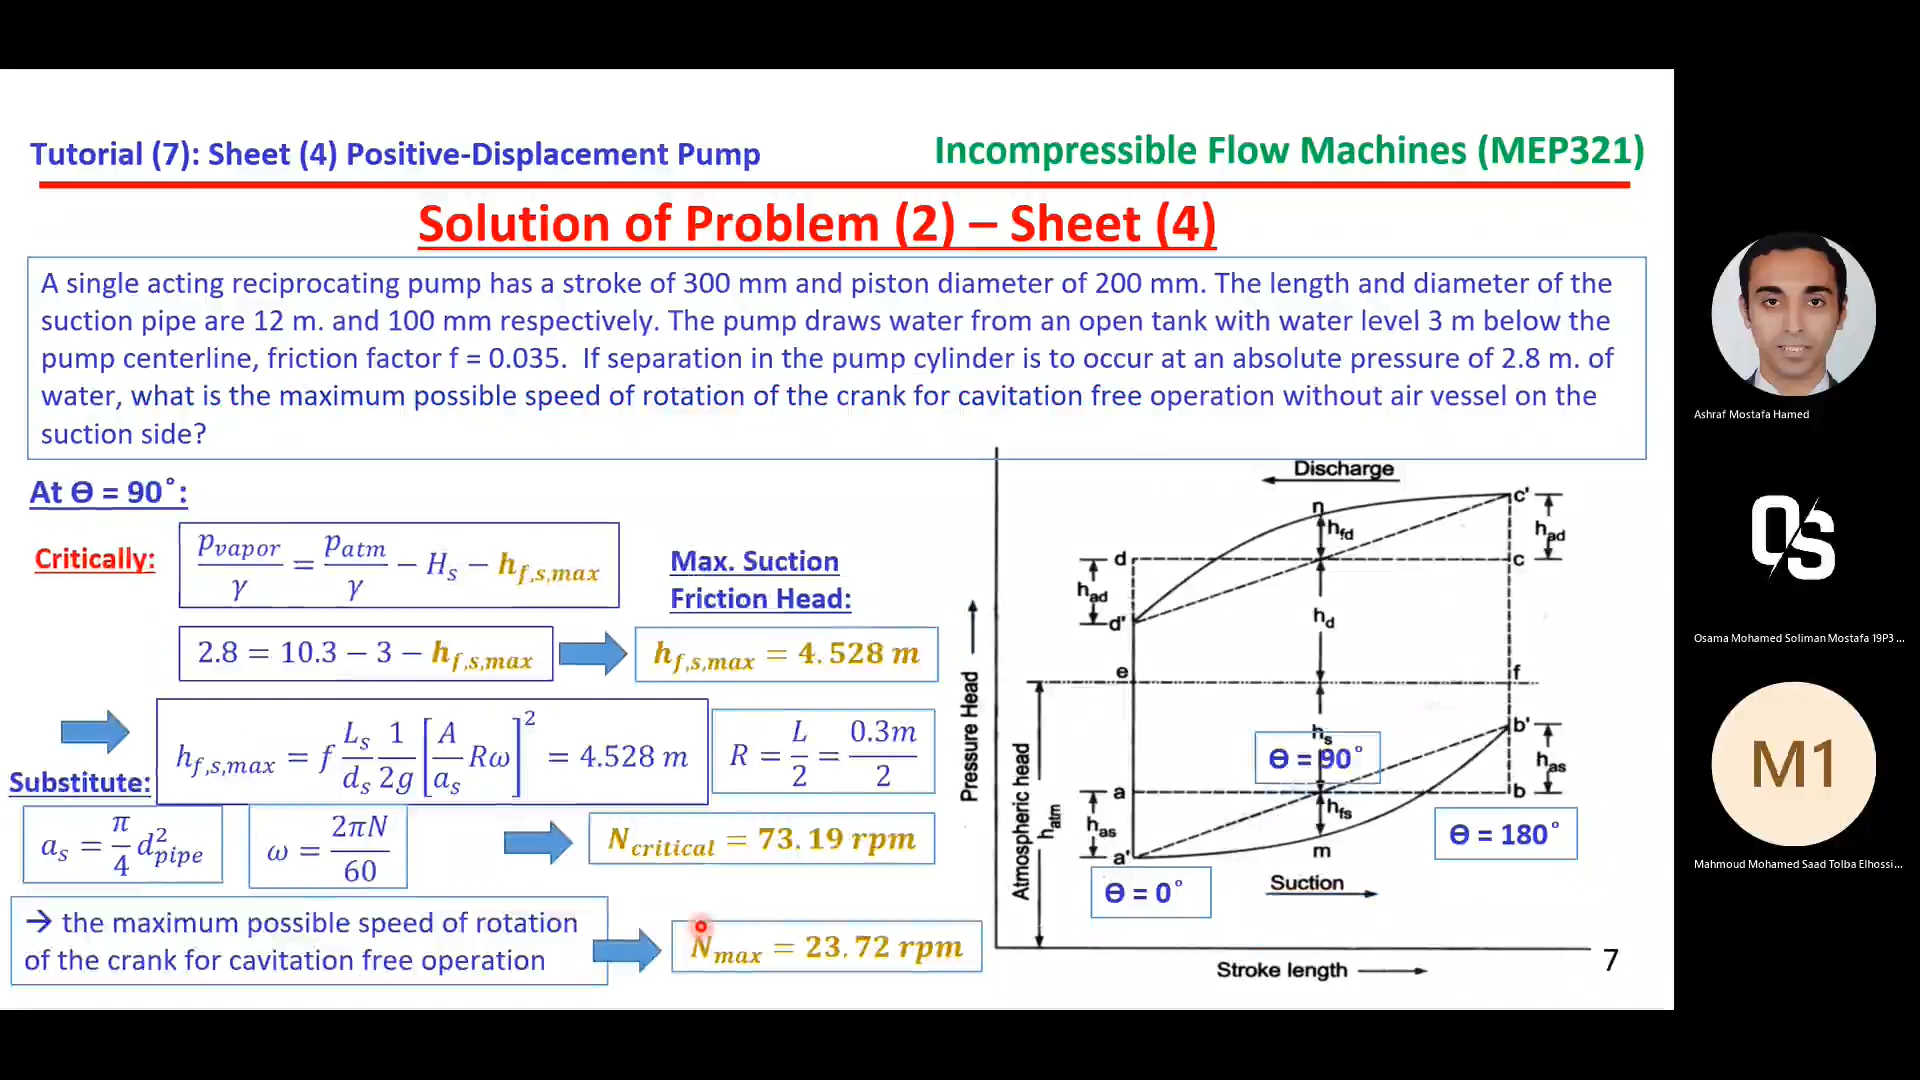 Tutorial (7): Sheet (4) Positive-Displacement Pump
Incompressible Flow Machines (MEP321)
Solution of Problem (2) – Sheet (4)
A single acting reciprocating pump has a stroke of 300 mm and piston diameter of 200 mm. The length and diameter of the
suction pipe are 12 m. and 100 mm respectively. The pump draws water from an open tank with water level 3 m below the
pump centerline, friction factor f = 0.035.  If separation in the pump cylinder is to occur at an absolute pressure of 2.8 m. of
water, what is the maximum possible speed of rotation of the crank for cavitation free operation without air vessel on the
suction side?
At Ө = 90˚:
Critically:
p_vapor/γ = p_atm/γ − H_s − h_f,s,max
Max. Suction
Friction Head:
2.8 = 10.3 − 3 − h_f,s,max
h_f,s,max = 4.528 m
h_f,s,max = f L_s/d_s 1/2g [A/a_s Rω]² = 4.528 m
R = L/2 = 0.3m/2
Substitute:
a_s = π/4 d²_pipe
ω = 2πN/60
N_critical = 73.19 rpm
→ the maximum possible speed of rotation
of the crank for cavitation free operation
N_max = 23.72 rpm
Discharge
c'
n
h_fd
h_ad
d
c
h_ad
h_d
d'
e
f
Pressure Head
Atmospheric head
h_atm
h_s
b'
Ө = 90˚
h_as
a
b
h_as
h_fs
Ө = 180˚
a'
m
Suction
Ө = 0˚
Stroke length
7
Ashraf Mostafa Hamed
OS
Osama Mohamed Soliman Mostafa 19P3 ...
M1
Mahmoud Mohamed Saad Tolba Elhossi...